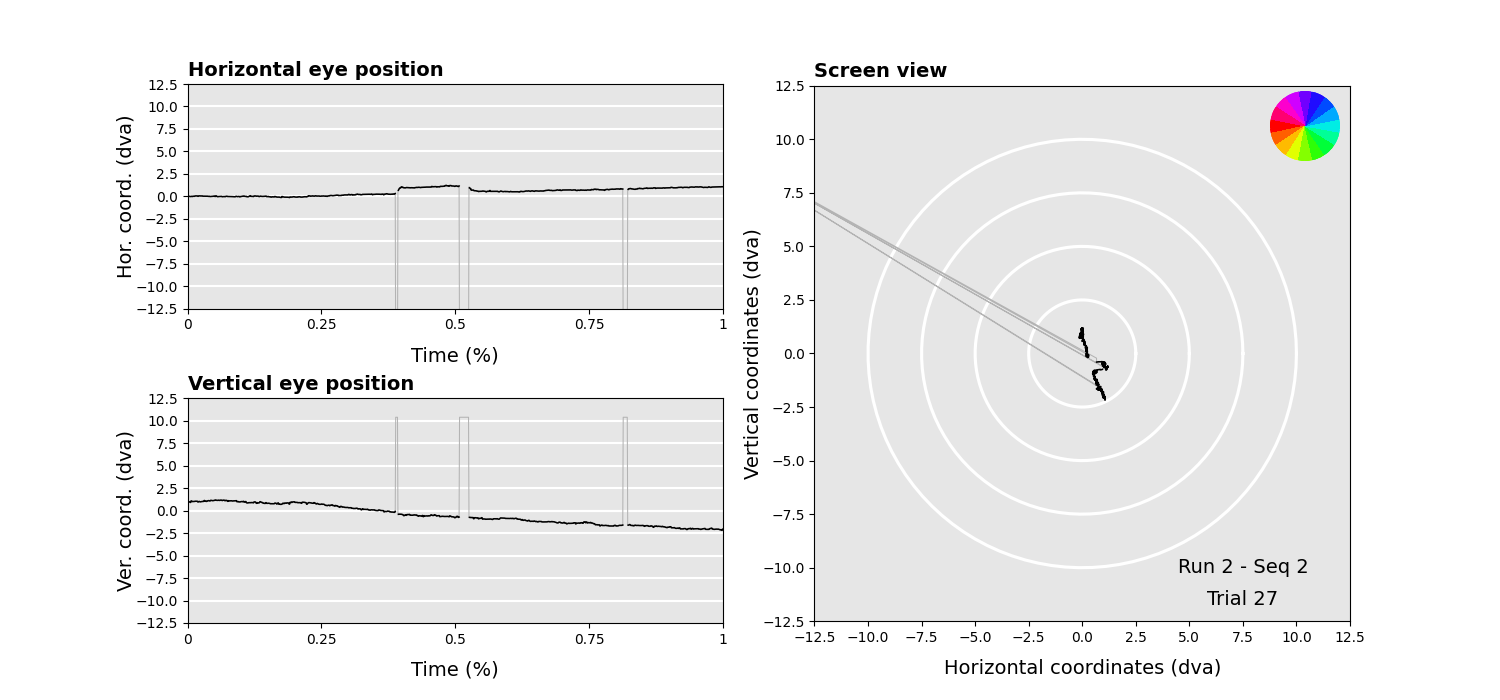 Horizontal eye position
Hor. coord. (dva)
12.5
10.0
7.5
5.0
2.5
0.0
−2.5
−5.0
−7.5
−10.0
−12.5
0 0.25 0.5 0.75 1
Time (%)
Vertical eye position
Ver. coord. (dva)
12.5
10.0
7.5
5.0
2.5
0.0
−2.5
−5.0
−7.5
−10.0
−12.5
0 0.25 0.5 0.75 1
Time (%)
Screen view
Vertical coordinates (dva)
12.5
10.0
7.5
5.0
2.5
0.0
−2.5
−5.0
−7.5
−10.0
−12.5
Run 2 - Seq 2
Trial 27
−12.5 −10.0 −7.5 −5.0 −2.5 0.0 2.5 5.0 7.5 10.0 12.5
Horizontal coordinates (dva)